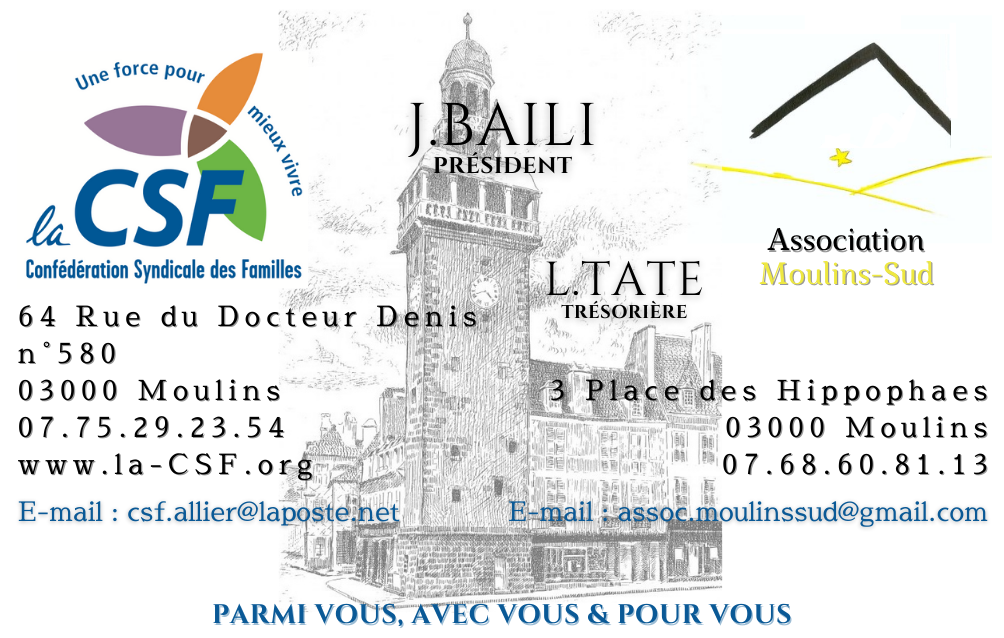 Une force pour
mieux vivre
la CSF
Confédération Syndicale des Familles
J.BAILI
PRÉSIDENT
Association
Moulins-Sud
L.TATE
TRÉSORIÈRE
64 Rue du Docteur Denis
n°580
03000 Moulins
07.75.29.23.54
www.la-CSF.org
E-mail : csf.allier@laposte.net
3 Place des Hippophaes
03000 Moulins
07.68.60.81.13
E-mail : assoc.moulinssud@gmail.com
PARMI VOUS, AVEC VOUS & POUR VOUS